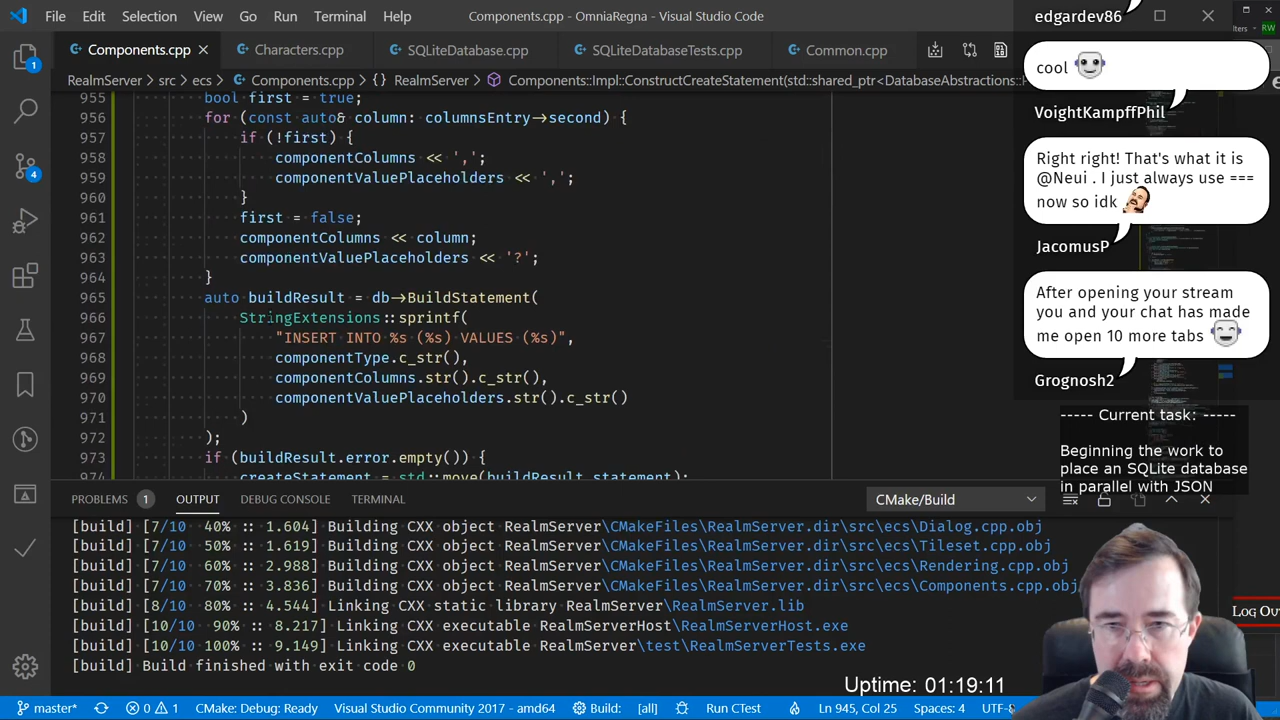 File Edit Selection View Go Run Terminal Help Components.cpp - OmniaRegna - Visual Studio Code
Components.cpp Characters.cpp SQLiteDatabase.cpp SQLiteDatabaseTests.cpp Common.cpp
RealmServer > src > ecs > Components.cpp > {} RealmServer > Components::Impl::ConstructCreateStatement(std::shared_ptr<DatabaseAbstractions::
955 bool first = true;
956 for (const auto& column: columnsEntry->second) {
957 if (!first) {
958 componentColumns << ',';
959 componentValuePlaceholders << ',';
960 }
961 first = false;
962 componentColumns << column;
963 componentValuePlaceholders << '?';
964 }
965 auto buildResult = db->BuildStatement(
966 StringExtensions::sprintf(
967 "INSERT INTO %s (%s) VALUES (%s)",
968 componentType.c_str(),
969 componentColumns.str().c_str(),
970 componentValuePlaceholders.str().c_str()
971 )
972 );
973 if (buildResult.error.empty()) {
974 createStatement = std::move(buildResult.statement);
PROBLEMS 1 OUTPUT DEBUG CONSOLE TERMINAL CMake/Build
[build] [7/10 40% :: 1.604] Building CXX object RealmServer\CMakeFiles\RealmServer.dir\src\ecs\Dialog.cpp.obj
[build] [7/10 50% :: 1.619] Building CXX object RealmServer\CMakeFiles\RealmServer.dir\src\ecs\Tileset.cpp.obj
[build] [7/10 60% :: 2.988] Building CXX object RealmServer\CMakeFiles\RealmServer.dir\src\ecs\Rendering.cpp.obj
[build] [7/10 70% :: 3.836] Building CXX object RealmServer\CMakeFiles\RealmServer.dir\src\ecs\Components.cpp.obj
[build] [8/10 80% :: 4.544] Linking CXX static library RealmServer\RealmServer.lib
[build] [10/10 90% :: 8.217] Linking CXX executable RealmServerHost\RealmServerHost.exe
[build] [10/10 100% :: 9.149] Linking CXX executable RealmServer\test\RealmServerTests.exe
[build] Build finished with exit code 0
Uptime: 01:19:11
master* 0 1 CMake: Debug: Ready Visual Studio Community 2017 - amd64 Build: [all] Run CTest Ln 945, Col 25 Spaces: 4 UTF-8
1
4
edgardev86
cool
VoightKampffPhil
Right right! That's what it is
@Neui . I just always use ===
now so idk
JacomusP
After opening your stream
you and your chat has made
me open 10 more tabs
Grognosh2
----- Current task: -----
Beginning the work to
place an SQLite database
in parallel with JSON
lters RW
Log Ou